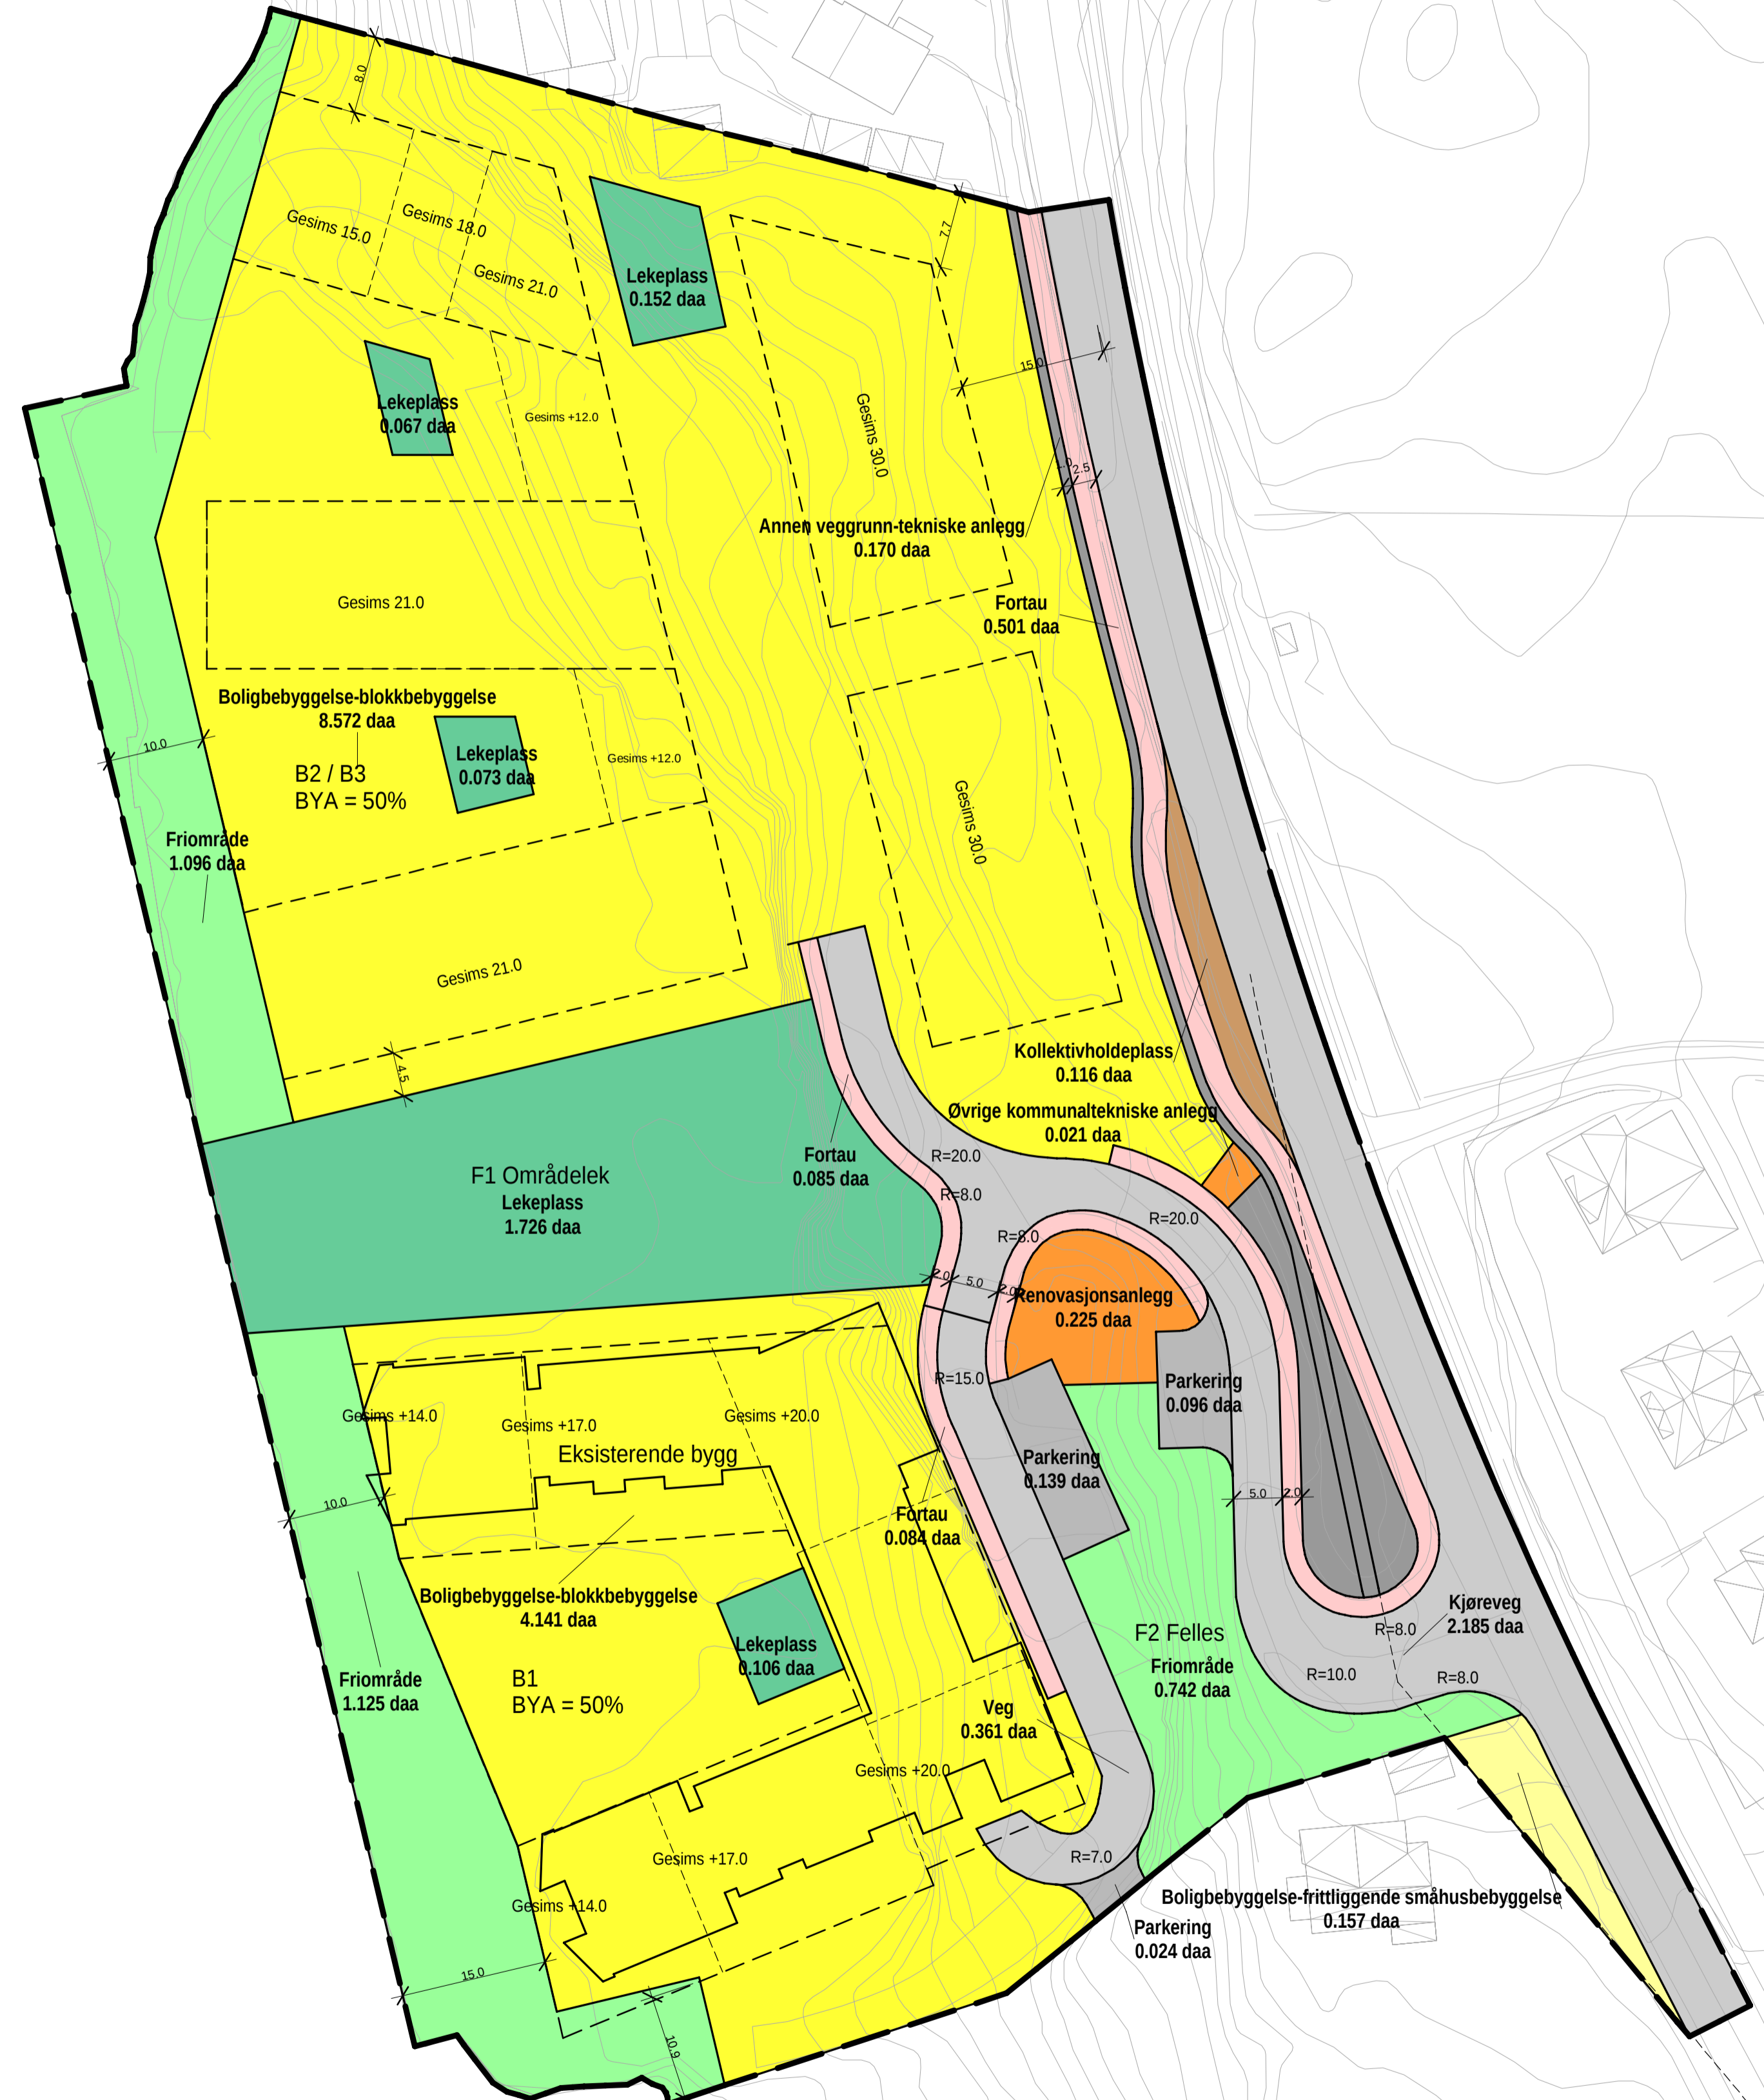 8.0
7.7
Gesims 15.0
Gesims 18.0
Gesims 21.0
Lekeplass
0.152 daa
15.0
Lekeplass
0.067 daa
Gesims +12.0
Gesims 30.0
1.0
2.5
Annen veggrunn-tekniske anlegg
0.170 daa
Gesims 21.0
Fortau
0.501 daa
Boligbebyggelse-blokkbebyggelse
8.572 daa
10.0
Lekeplass
0.073 daa
Gesims +12.0
B2 / B3
BYA = 50%
Gesims 30.0
Friområde
1.096 daa
Gesims 21.0
4.5
Kollektivholdeplass
0.116 daa
Øvrige kommunaltekniske anlegg
0.021 daa
F1 Områdelek
Lekeplass
1.726 daa
Fortau
0.085 daa
R=20.0
R=8.0
R=20.0
R=8.0
2.0
5.0
2.0
Renovasjonsanlegg
0.225 daa
R=15.0
Parkering
0.096 daa
Gesims +14.0
Gesims +17.0
Gesims +20.0
Eksisterende bygg
Parkering
0.139 daa
10.0
5.0
2.0
Fortau
0.084 daa
Boligbebyggelse-blokkbebyggelse
4.141 daa
Kjøreveg
2.185 daa
R=8.0
F2 Felles
Friområde
0.742 daa
Lekeplass
0.106 daa
R=10.0
R=8.0
Friområde
1.125 daa
B1
BYA = 50%
Veg
0.361 daa
Gesims +20.0
Gesims +17.0
R=7.0
Gesims +14.0
Boligbebyggelse-frittliggende småhusbebyggelse
0.157 daa
Parkering
0.024 daa
15.0
10.9